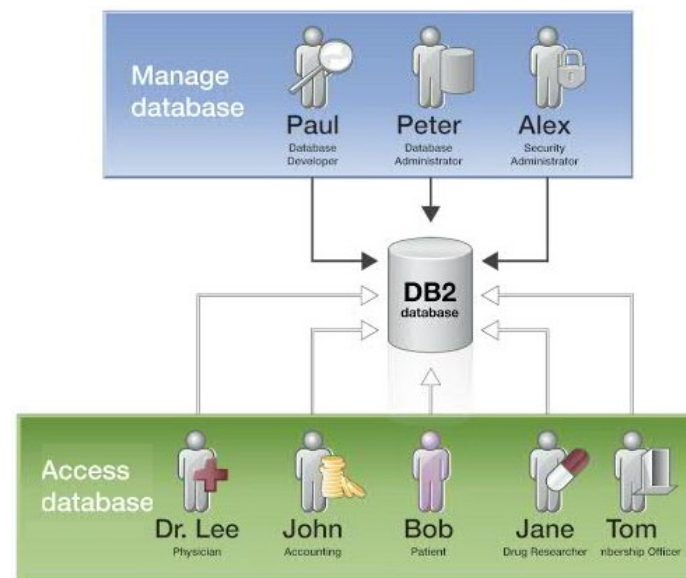 Manage
database
Paul
Database
Developer
Peter
Database
Administrator
Alex
Security
Administrator
DB2
database
Access
database
Dr. Lee
Physician
John
Accounting
Bob
Patient
Jane
Drug Researcher
Tom
nbership Officer